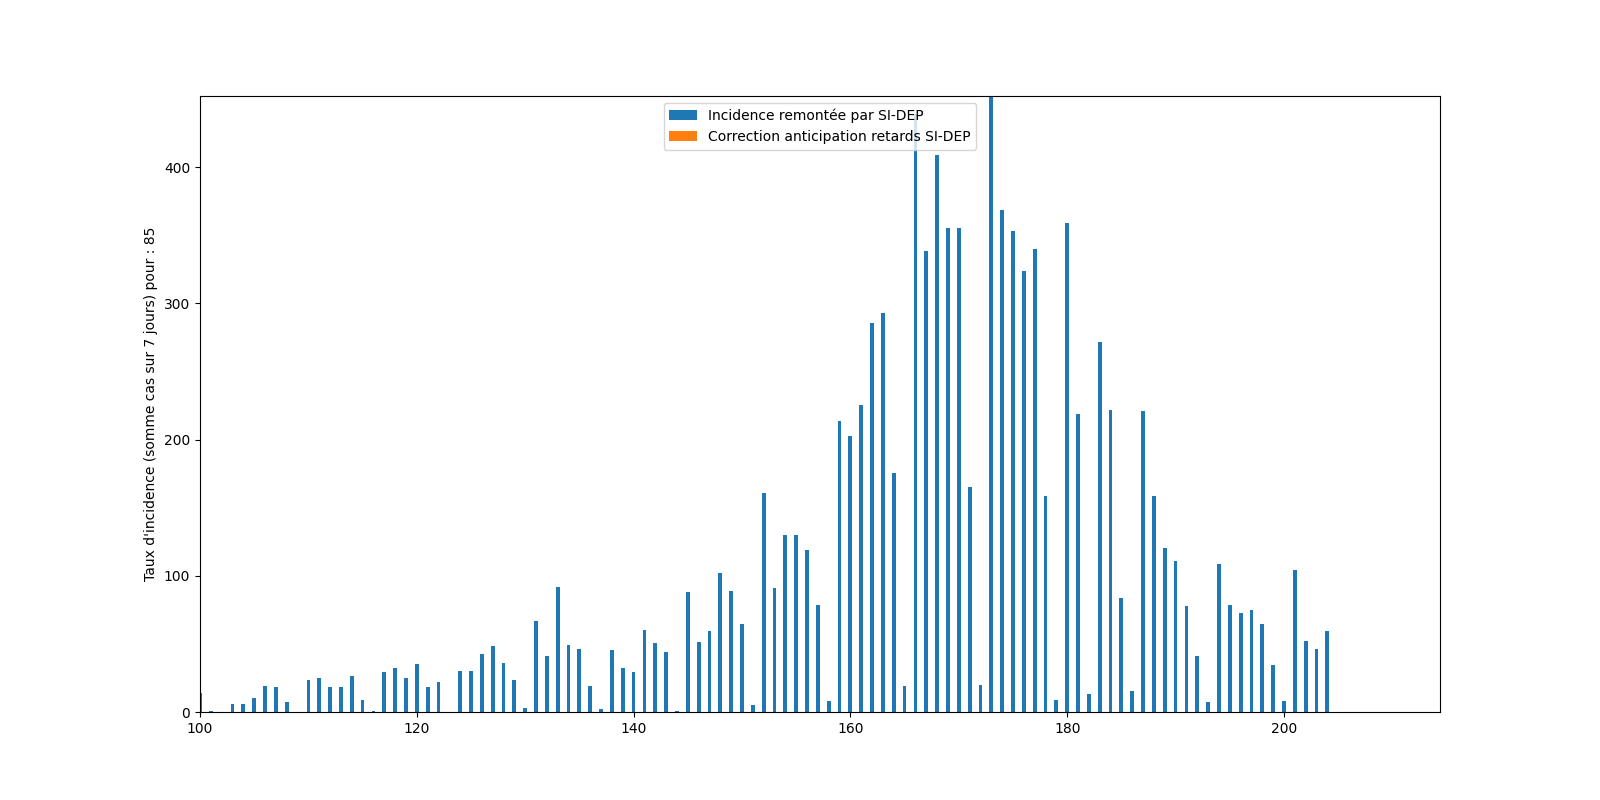 Incidence remontée par SI-DEP
Correction anticipation retards SI-DEP
Taux d'incidence (somme cas sur 7 jours) pour : 85
400
300
200
100
0
100 120 140 160 180 200